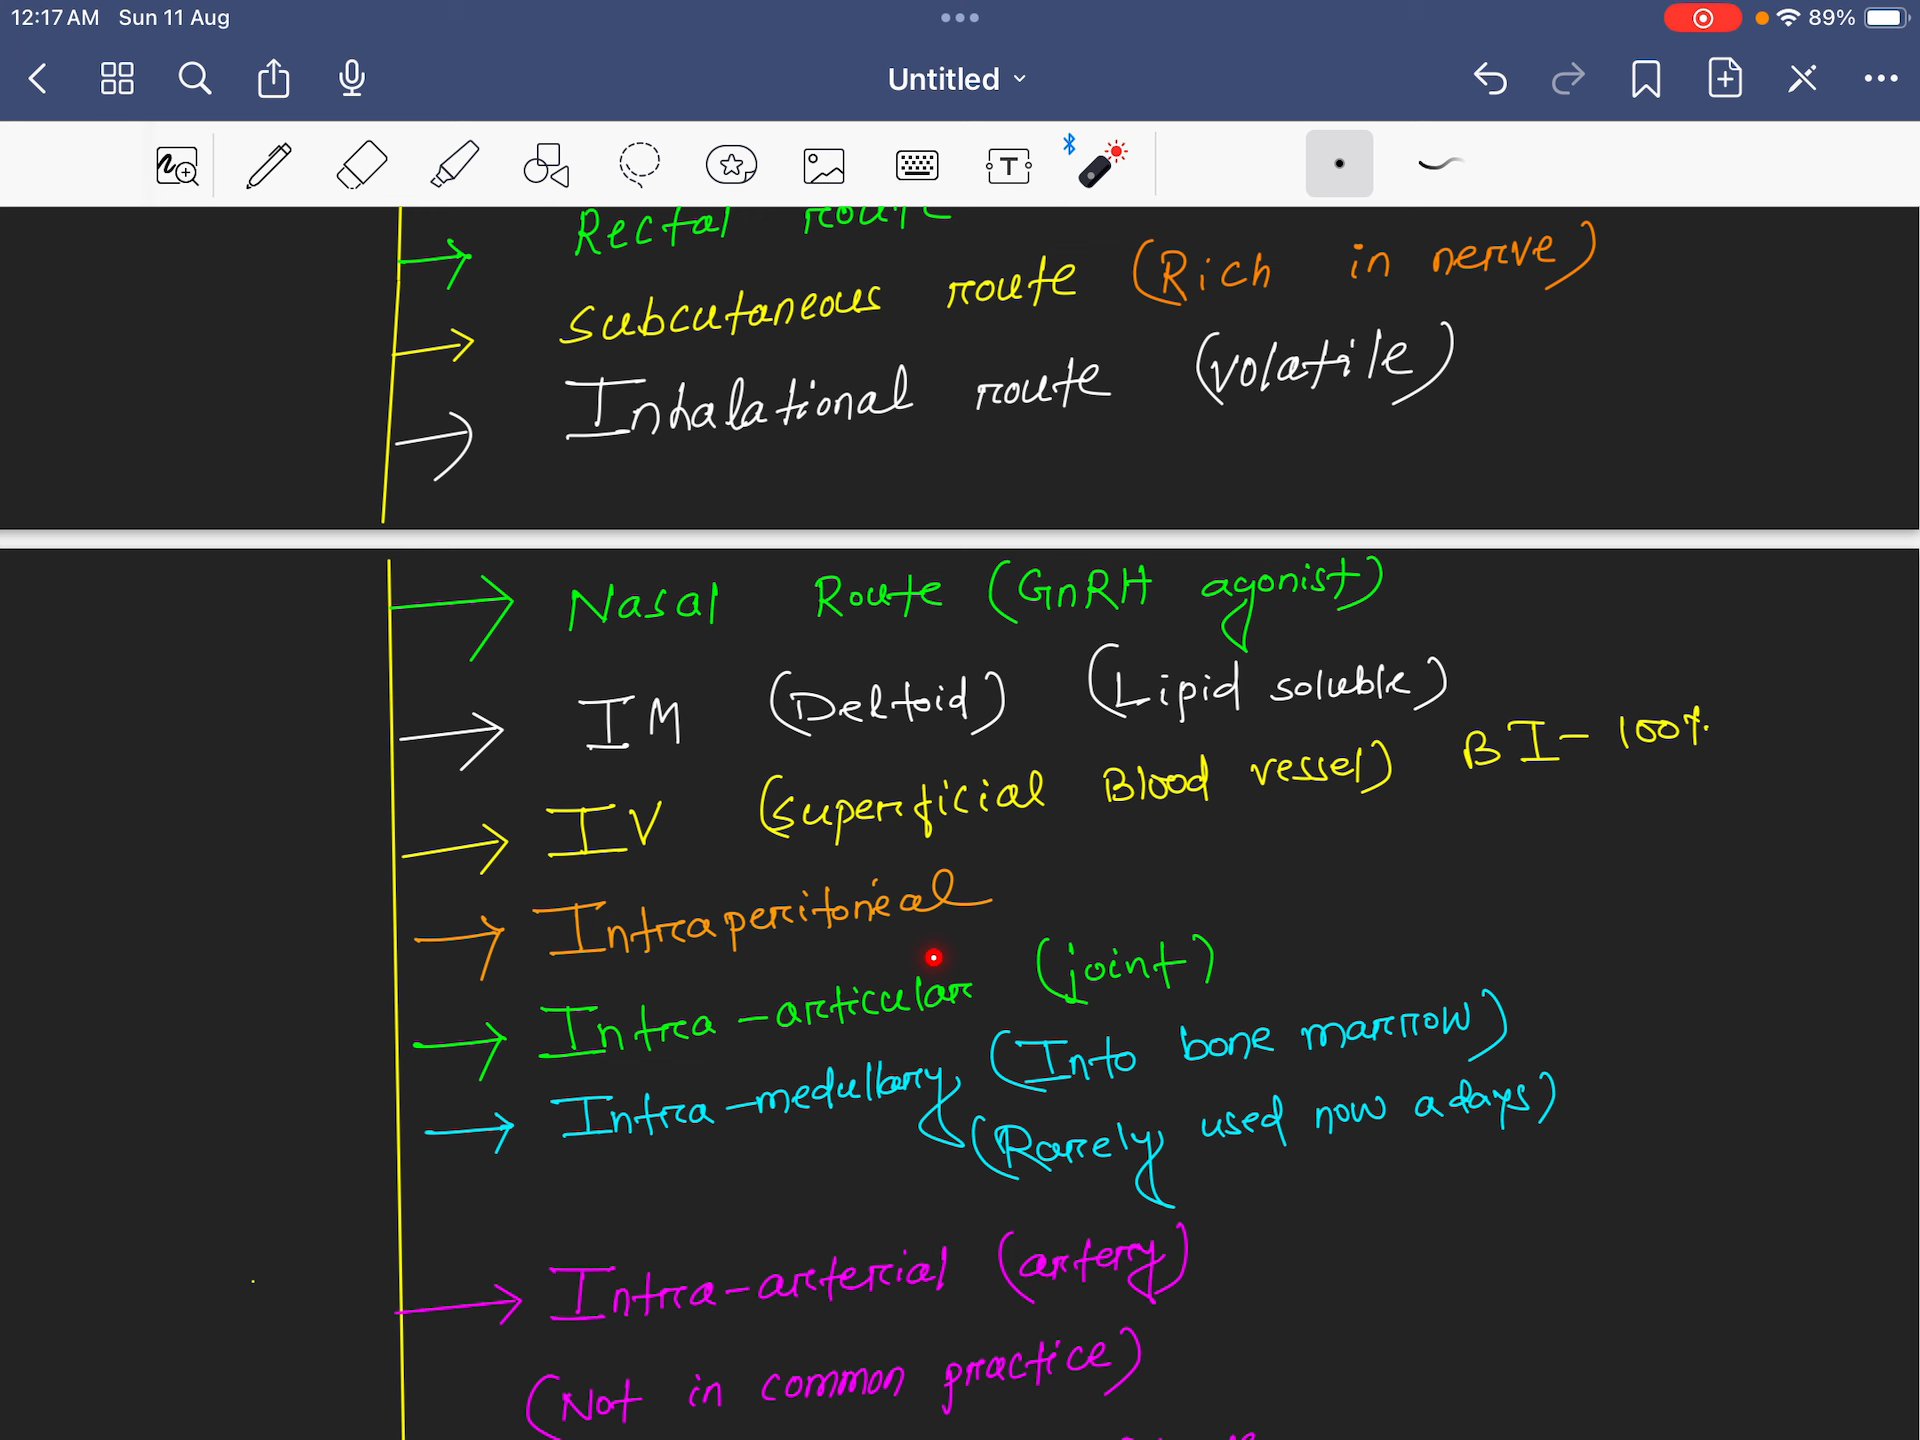 12:17 AM Sun 11 Aug
89%
Untitled
T
Rectal route
Subcutaneous route (Rich in nerve)
Inhalational route (volatile)
Nasal Route (GnRH agonist)
IM (Deltoid) (Lipid soluble)
IV (superficial Blood vessel) BI - 100%
Intraperitoneal
Intra-articular (joint)
Intra-medullary (Into bone marrow)
(Rarely used now a days)
Intra-arterial (artery)
(Not in common practice)